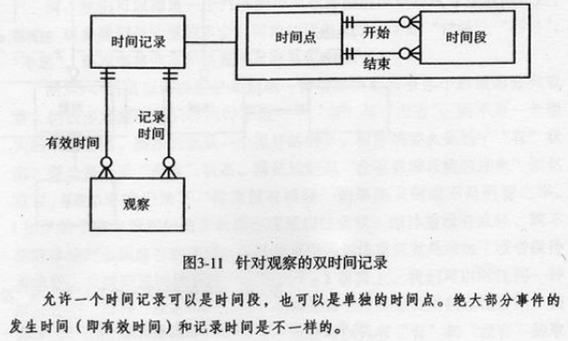 时间记录
时间点
开始
结束
时间段
有效时间
记录
时间
观察
图3-11 针对观察的双时间记录
允许一个时间记录可以是时间段，也可以是单独的时间点。绝大部分事件的
发生时间（即有效时间）和记录时间是不一样的。